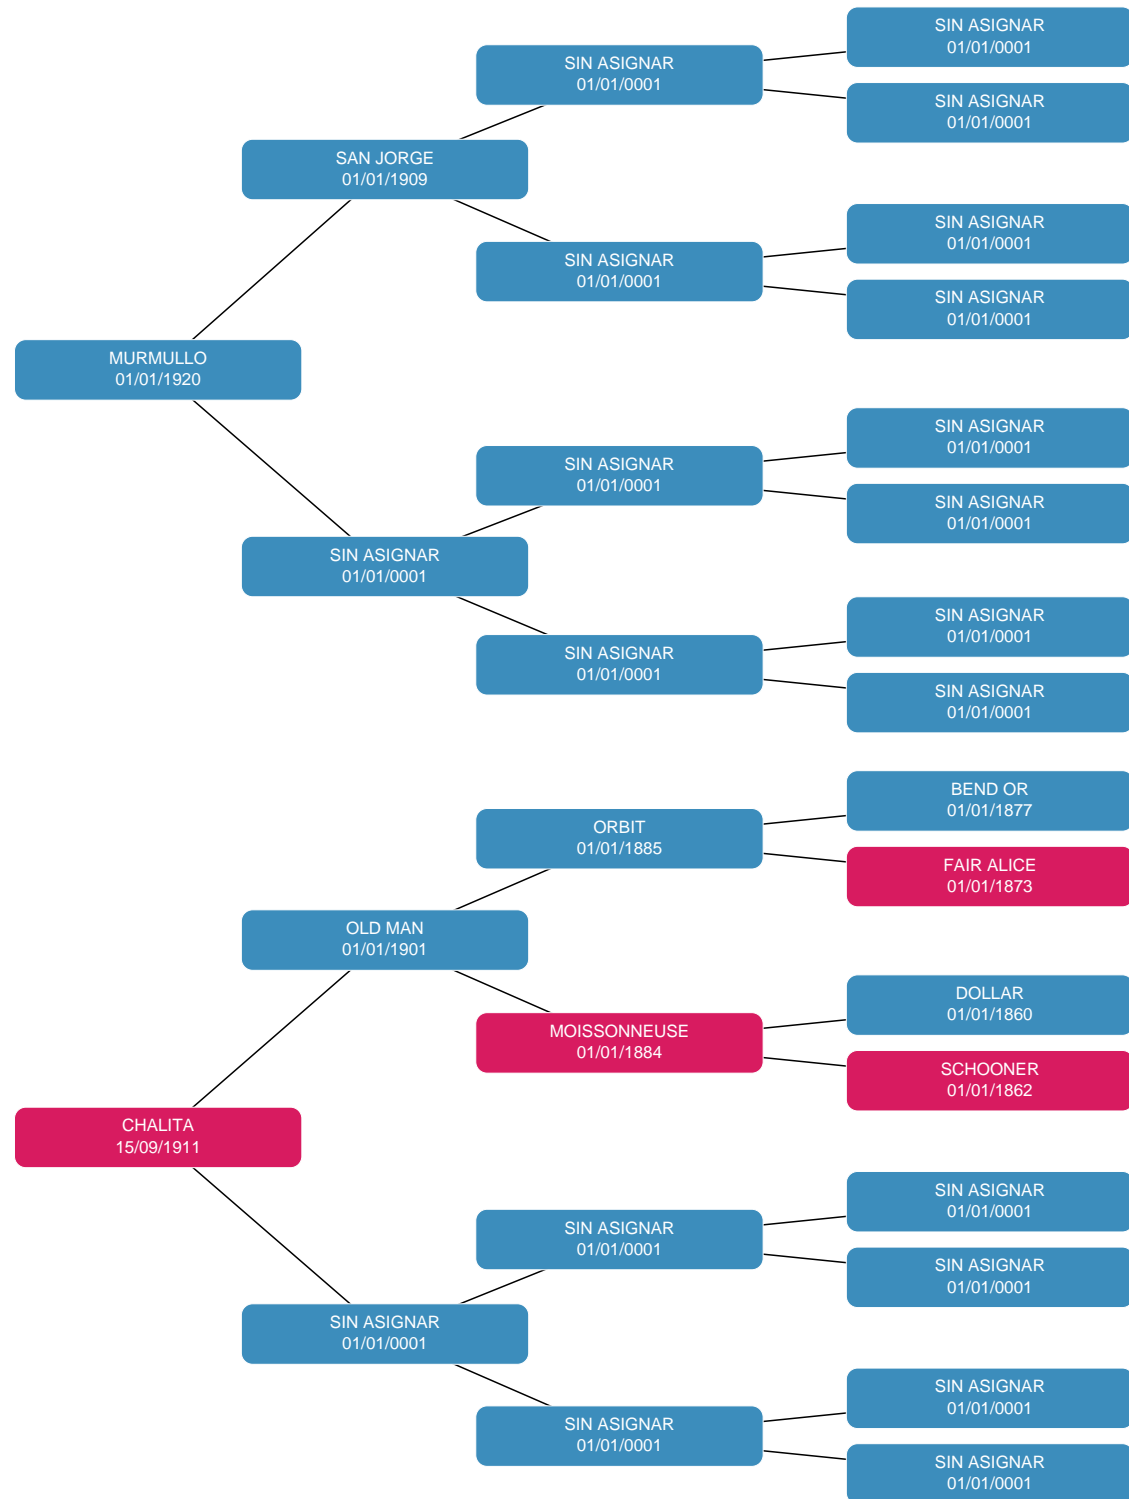 SIN ASIGNAR
01/01/0001
SIN ASIGNAR
01/01/0001
SIN ASIGNAR
01/01/0001
SAN JORGE
01/01/1909
SIN ASIGNAR
01/01/0001
SIN ASIGNAR
01/01/0001
SIN ASIGNAR
01/01/0001
MURMULLO
01/01/1920
SIN ASIGNAR
01/01/0001
SIN ASIGNAR
01/01/0001
SIN ASIGNAR
01/01/0001
SIN ASIGNAR
01/01/0001
SIN ASIGNAR
01/01/0001
SIN ASIGNAR
01/01/0001
SIN ASIGNAR
01/01/0001
BEND OR
01/01/1877
ORBIT
01/01/1885
FAIR ALICE
01/01/1873
OLD MAN
01/01/1901
DOLLAR
01/01/1860
MOISSONNEUSE
01/01/1884
SCHOONER
01/01/1862
CHALITA
15/09/1911
SIN ASIGNAR
01/01/0001
SIN ASIGNAR
01/01/0001
SIN ASIGNAR
01/01/0001
SIN ASIGNAR
01/01/0001
SIN ASIGNAR
01/01/0001
SIN ASIGNAR
01/01/0001
SIN ASIGNAR
01/01/0001